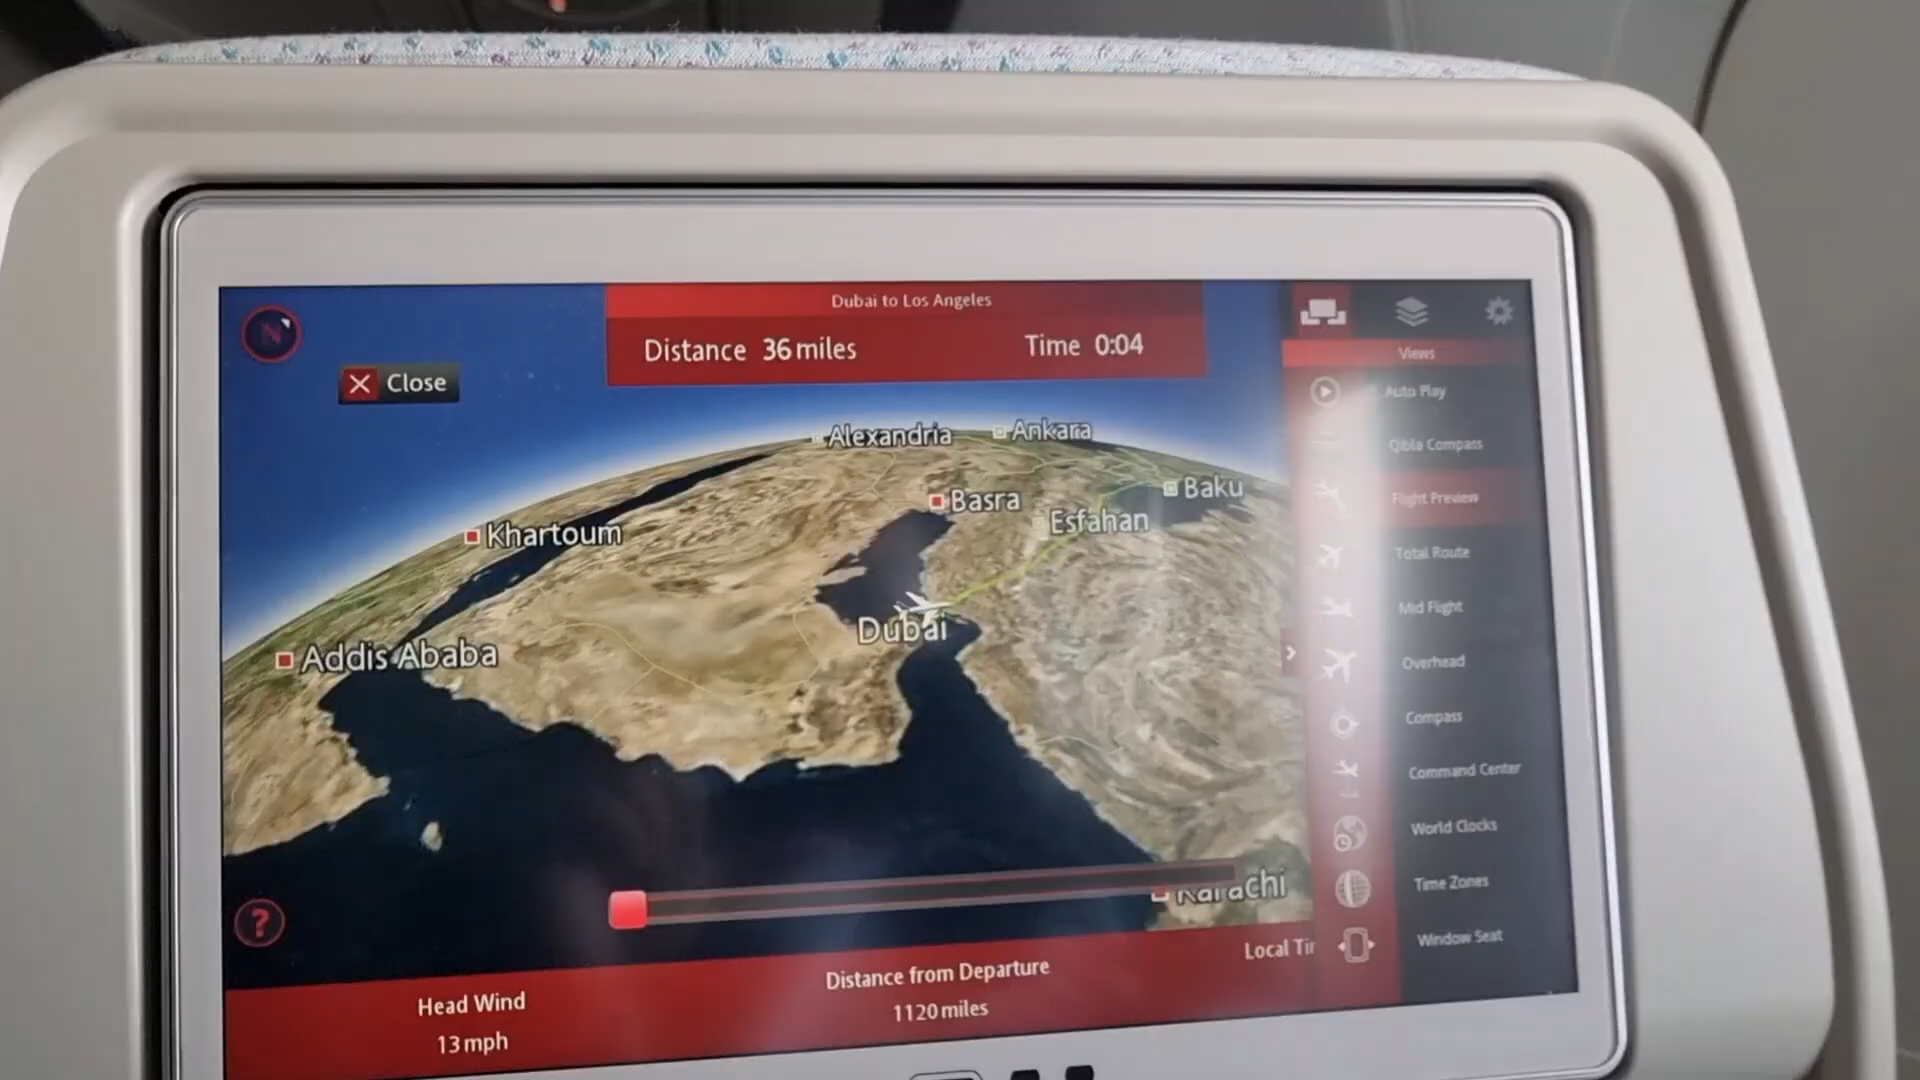 Dubai to Los Angeles
Distance 36 miles
Time 0:04
N
Close
Views
Auto Play
Qibla Compass
Flight Preview
Total Route
Mid Flight
Overhead
Compass
Command Center
World Clocks
Time Zones
Window Seat
Alexandria
Ankara
Basra
Baku
Esfahan
Khartoum
Dubai
Addis Ababa
Karachi
?
Head Wind
13 mph
Distance from Departure
1120 miles
Local Tir